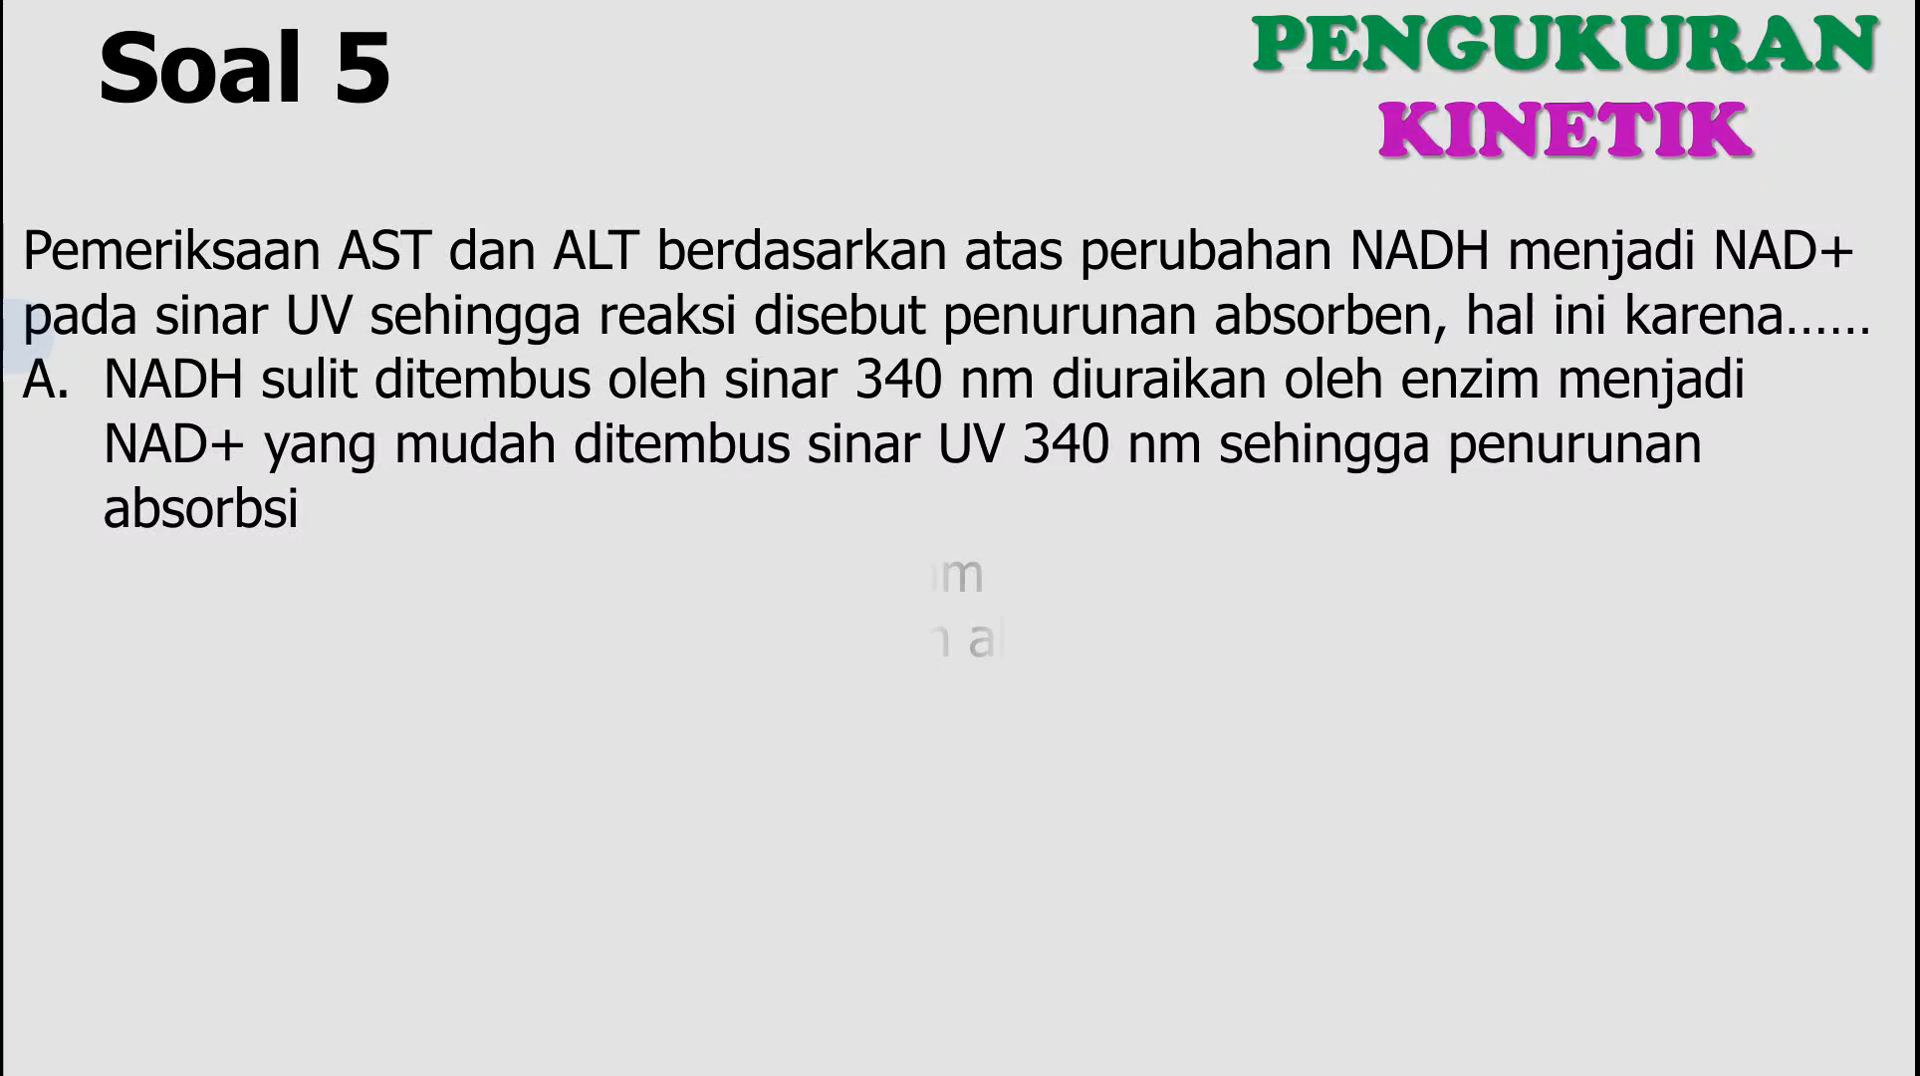 Soal 5
PENGUKURAN
KINETIK
Pemeriksaan AST dan ALT berdasarkan atas perubahan NADH menjadi NAD+
pada sinar UV sehingga reaksi disebut penurunan absorben, hal ini karena......
A. NADH sulit ditembus oleh sinar 340 nm diuraikan oleh enzim menjadi
NAD+ yang mudah ditembus sinar UV 340 nm sehingga penurunan
absorbsi